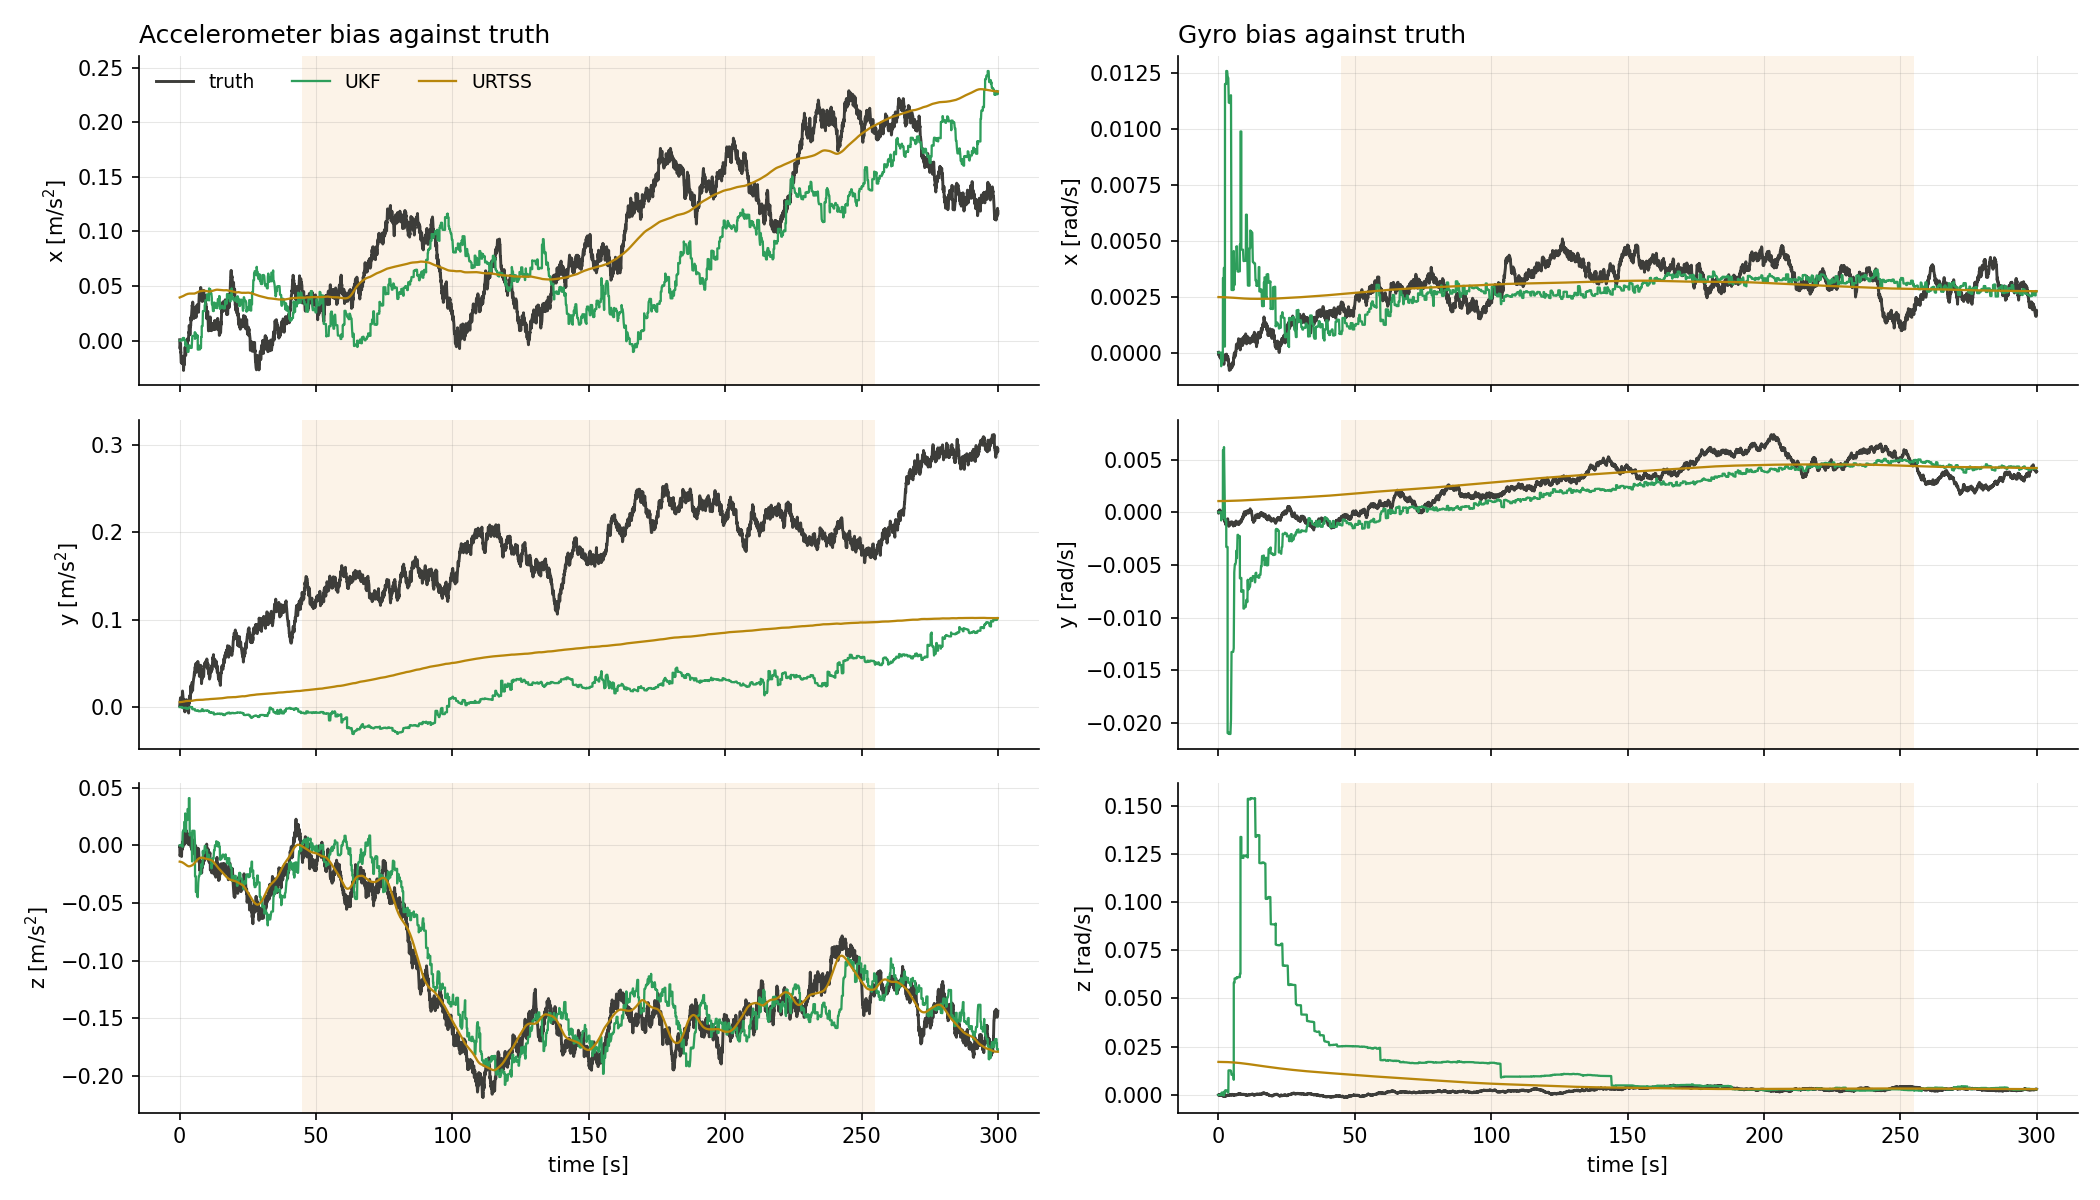 Accelerometer bias against truth
truth UKF URTSS
x [m/s²]
0.25
0.20
0.15
0.10
0.05
0.00
y [m/s²]
0.3
0.2
0.1
0.0
z [m/s²]
0.05
0.00
−0.05
−0.10
−0.15
−0.20
0 50 100 150 200 250 300
time [s]
Gyro bias against truth
x [rad/s]
0.0125
0.0100
0.0075
0.0050
0.0025
0.0000
y [rad/s]
0.005
0.000
−0.005
−0.010
−0.015
−0.020
z [rad/s]
0.150
0.125
0.100
0.075
0.050
0.025
0.000
0 50 100 150 200 250 300
time [s]